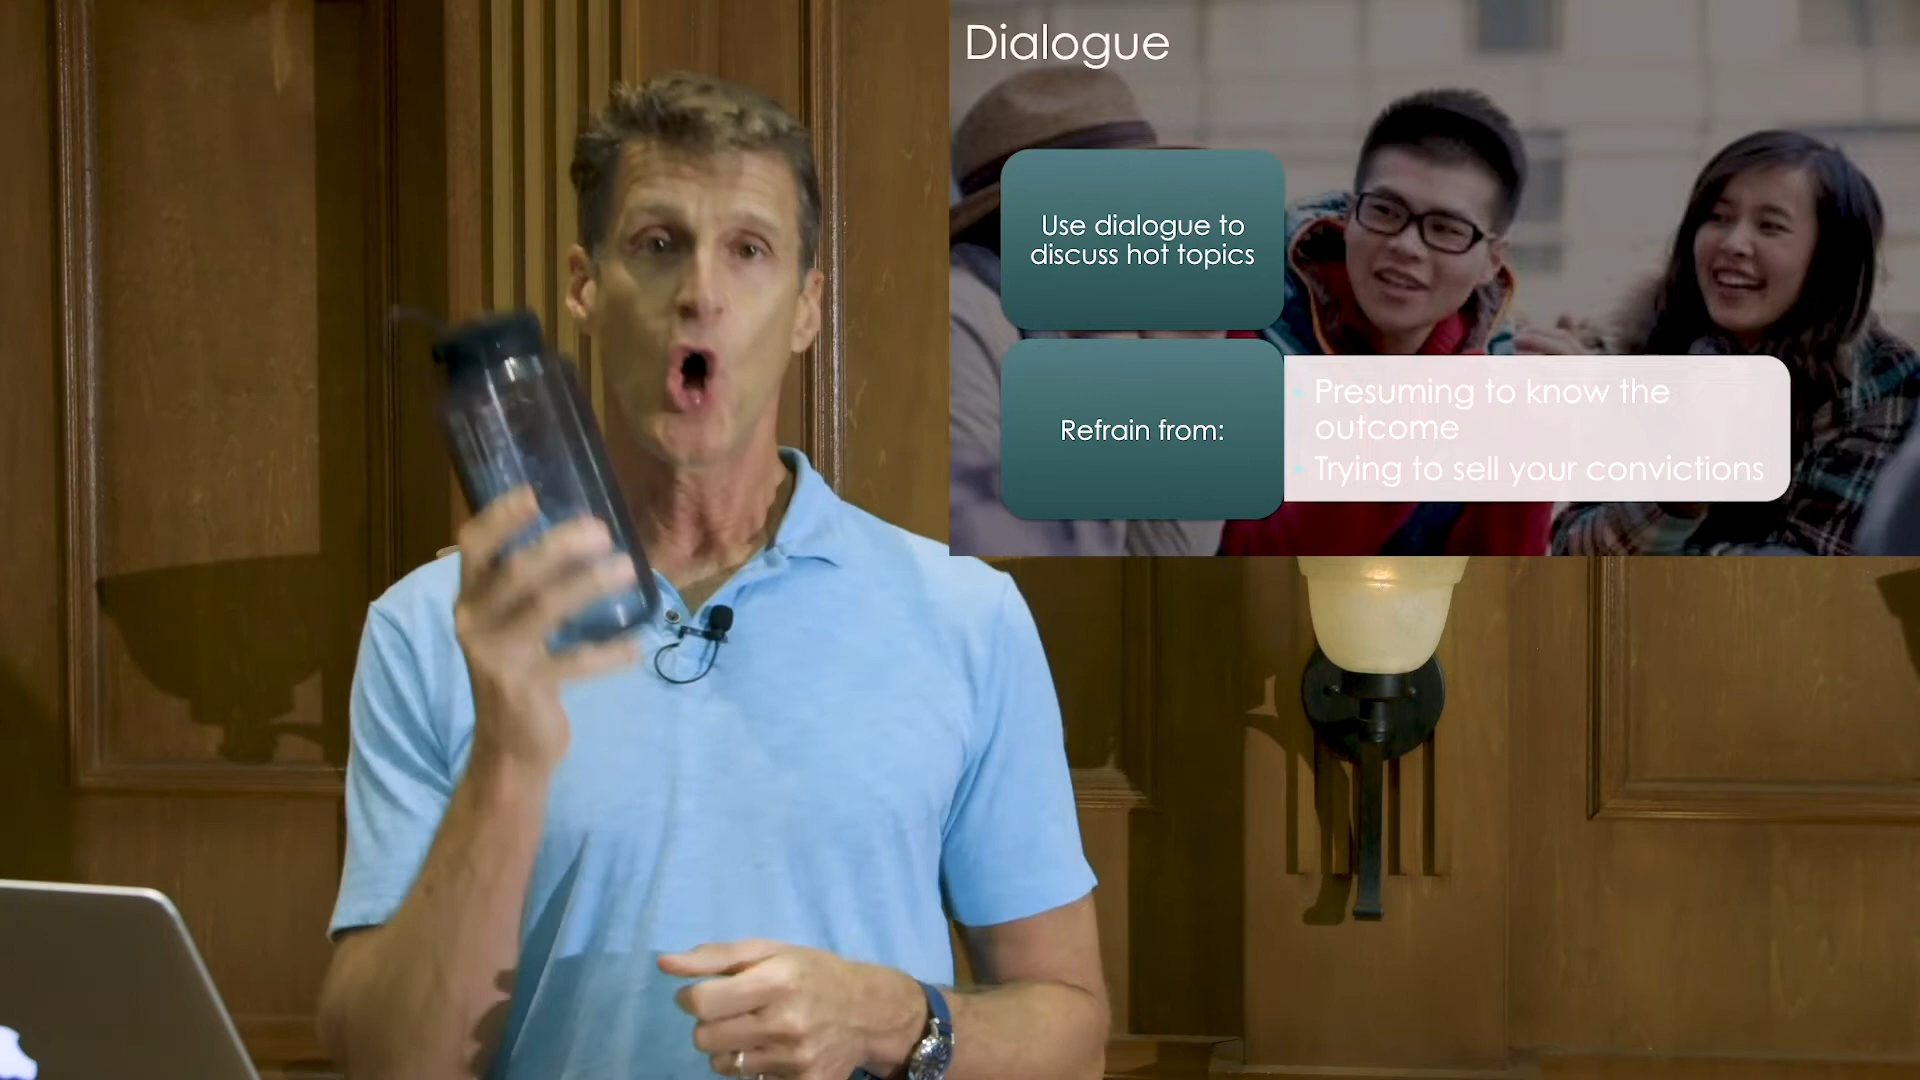 Dialogue
Use dialogue to
discuss hot topics
Refrain from:
Presuming to know the
outcome
Trying to sell your convictions